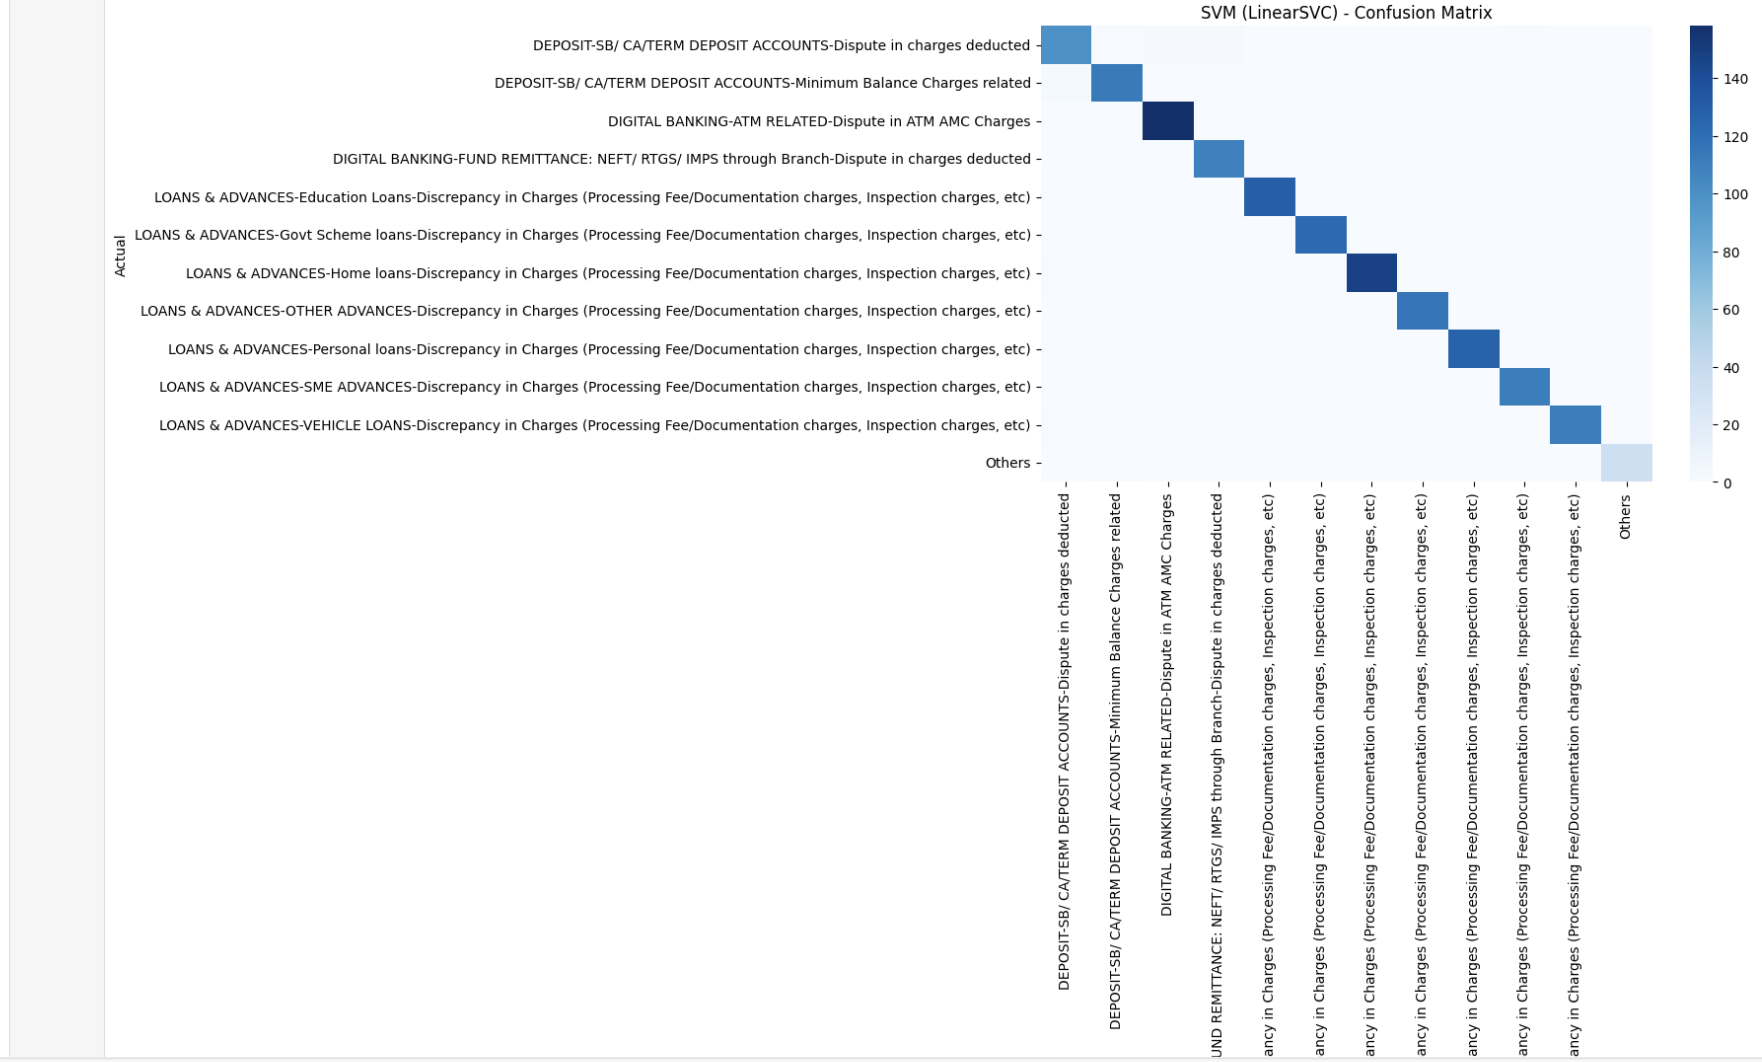 SVM (LinearSVC) - Confusion Matrix
DEPOSIT-SB/ CA/TERM DEPOSIT ACCOUNTS-Dispute in charges deducted
DEPOSIT-SB/ CA/TERM DEPOSIT ACCOUNTS-Minimum Balance Charges related
DIGITAL BANKING-ATM RELATED-Dispute in ATM AMC Charges
DIGITAL BANKING-FUND REMITTANCE: NEFT/ RTGS/ IMPS through Branch-Dispute in charges deducted
LOANS & ADVANCES-Education Loans-Discrepancy in Charges (Processing Fee/Documentation charges, Inspection charges, etc)
LOANS & ADVANCES-Govt Scheme loans-Discrepancy in Charges (Processing Fee/Documentation charges, Inspection charges, etc)
LOANS & ADVANCES-Home loans-Discrepancy in Charges (Processing Fee/Documentation charges, Inspection charges, etc)
LOANS & ADVANCES-OTHER ADVANCES-Discrepancy in Charges (Processing Fee/Documentation charges, Inspection charges, etc)
LOANS & ADVANCES-Personal loans-Discrepancy in Charges (Processing Fee/Documentation charges, Inspection charges, etc)
LOANS & ADVANCES-SME ADVANCES-Discrepancy in Charges (Processing Fee/Documentation charges, Inspection charges, etc)
LOANS & ADVANCES-VEHICLE LOANS-Discrepancy in Charges (Processing Fee/Documentation charges, Inspection charges, etc)
Others
Actual
140
120
100
80
60
40
20
0
DEPOSIT-SB/ CA/TERM DEPOSIT ACCOUNTS-Dispute in charges deducted
DEPOSIT-SB/ CA/TERM DEPOSIT ACCOUNTS-Minimum Balance Charges related
DIGITAL BANKING-ATM RELATED-Dispute in ATM AMC Charges
UND REMITTANCE: NEFT/ RTGS/ IMPS through Branch-Dispute in charges deducted
ancy in Charges (Processing Fee/Documentation charges, Inspection charges, etc)
ancy in Charges (Processing Fee/Documentation charges, Inspection charges, etc)
ancy in Charges (Processing Fee/Documentation charges, Inspection charges, etc)
ancy in Charges (Processing Fee/Documentation charges, Inspection charges, etc)
ancy in Charges (Processing Fee/Documentation charges, Inspection charges, etc)
ancy in Charges (Processing Fee/Documentation charges, Inspection charges, etc)
ancy in Charges (Processing Fee/Documentation charges, Inspection charges, etc)
Others